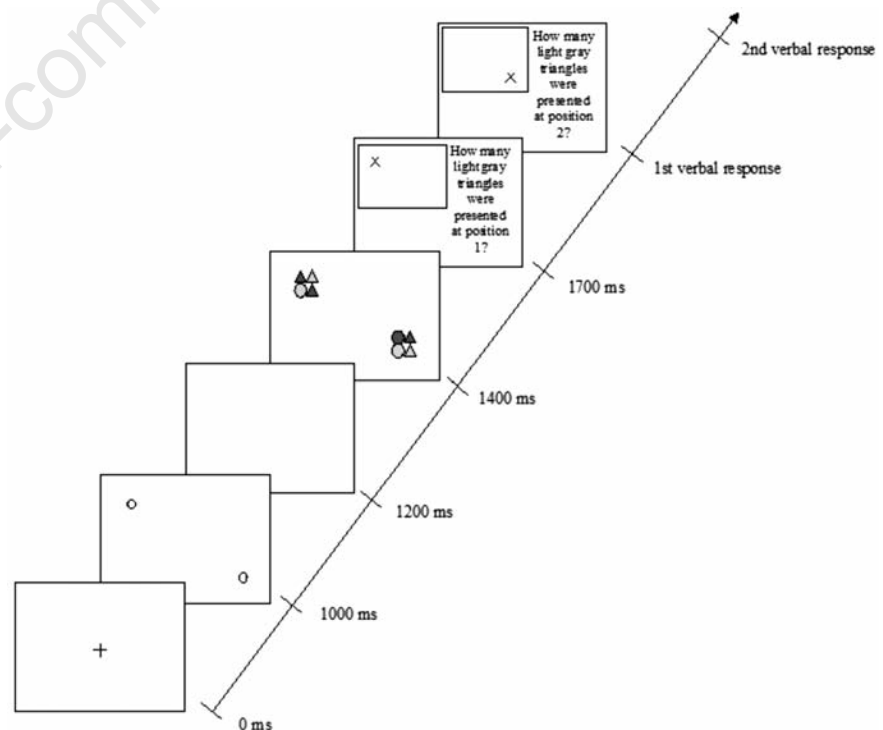 How many
light gray
triangles
were
presented
at position
2?
2nd verbal response
How many
light gray
triangles
were
presented
at position
1?
1st verbal response
1700 ms
1400 ms
1200 ms
1000 ms
0 ms